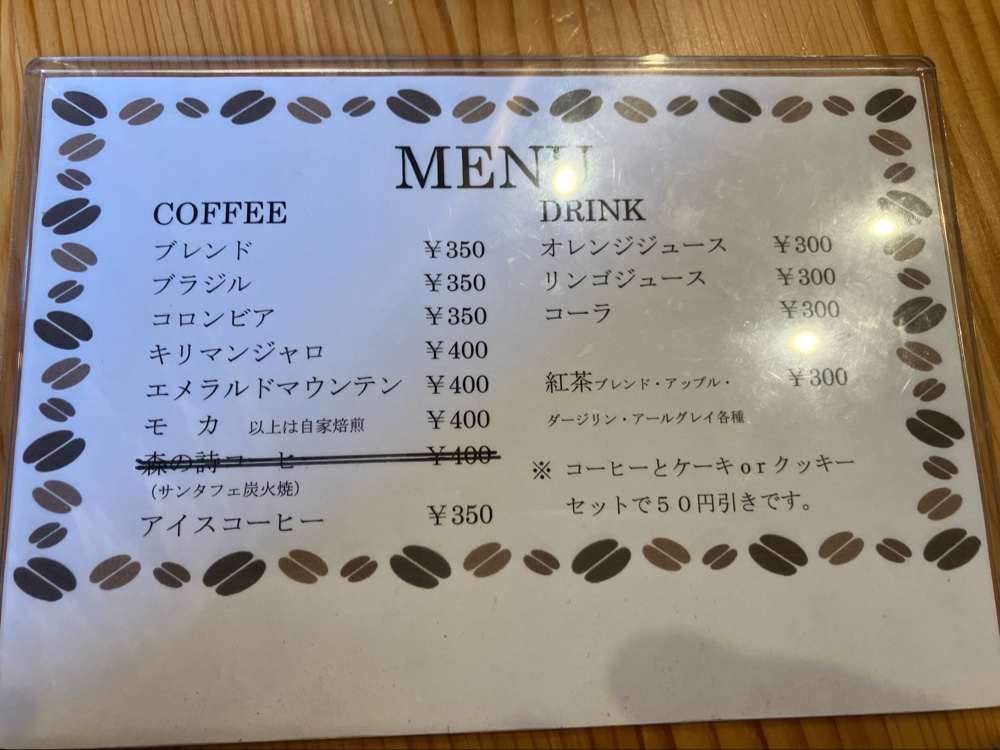 MENU
COFFEE
ブレンド ¥350
ブラジル ¥350
コロンビア ¥350
キリマンジャロ ¥400
エメラルドマウンテン ¥400
モカ 以上は自家焙煎 ¥400
森の詩コーヒー ¥400
（サンタフェ炭火焼）
アイスコーヒー ¥350
DRINK
オレンジジュース ¥300
リンゴジュース ¥300
コーラ ¥300
紅茶ブレンド・アップル・ ¥300
ダージリン・アールグレイ各種
※ コーヒーとケーキorクッキー
セットで５０円引きです。